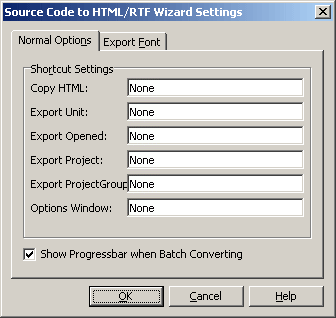 Source Code to HTML/RTF Wizard Settings
Normal Options Export Font
Shortcut Settings
Copy HTML: None
Export Unit: None
Export Opened: None
Export Project: None
Export ProjectGroup None
Options Window: None
Show Progressbar when Batch Converting
OK Cancel Help